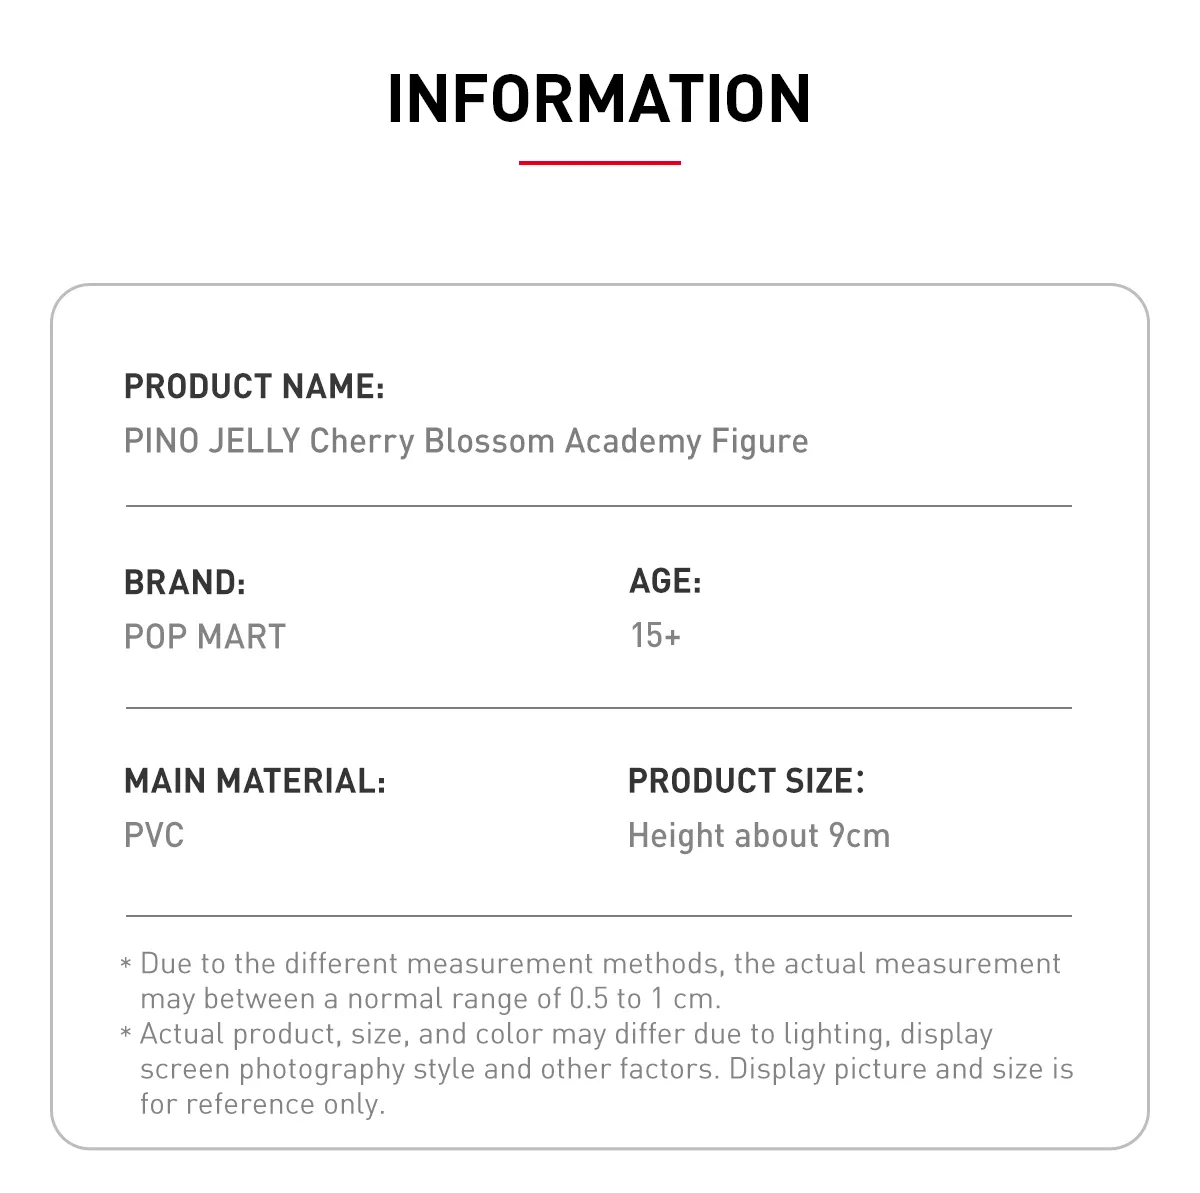 INFORMATION
PRODUCT NAME:
PINO JELLY Cherry Blossom Academy Figure
BRAND:
POP MART
AGE:
15+
MAIN MATERIAL:
PVC
PRODUCT SIZE:
Height about 9cm
* Due to the different measurement methods, the actual measurement
may between a normal range of 0.5 to 1 cm.
* Actual product, size, and color may differ due to lighting, display
screen photography style and other factors. Display picture and size is
for reference only.